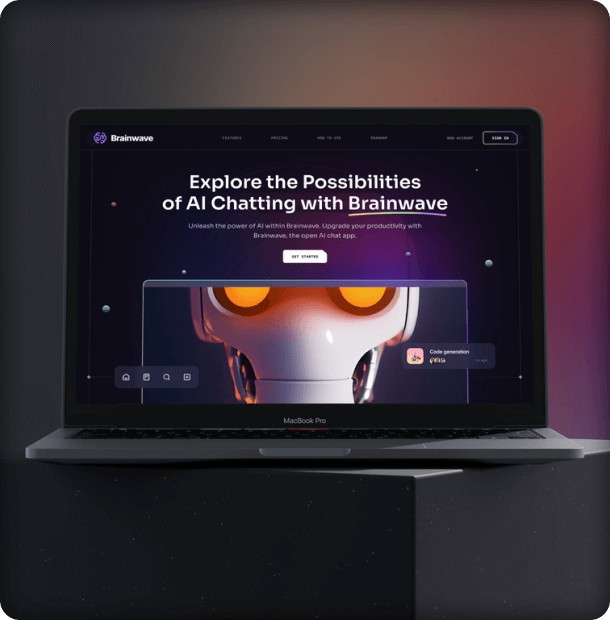 Brainwave
FEATURES
PRICING
HOW TO USE
ROADMAP
NEW ACCOUNT
SIGN IN
Explore the Possibilities
of AI Chatting with Brainwave
Unleash the power of AI within Brainwave. Upgrade your productivity with
Brainwave, the open AI chat app.
GET STARTED
Code generation
MacBook Pro